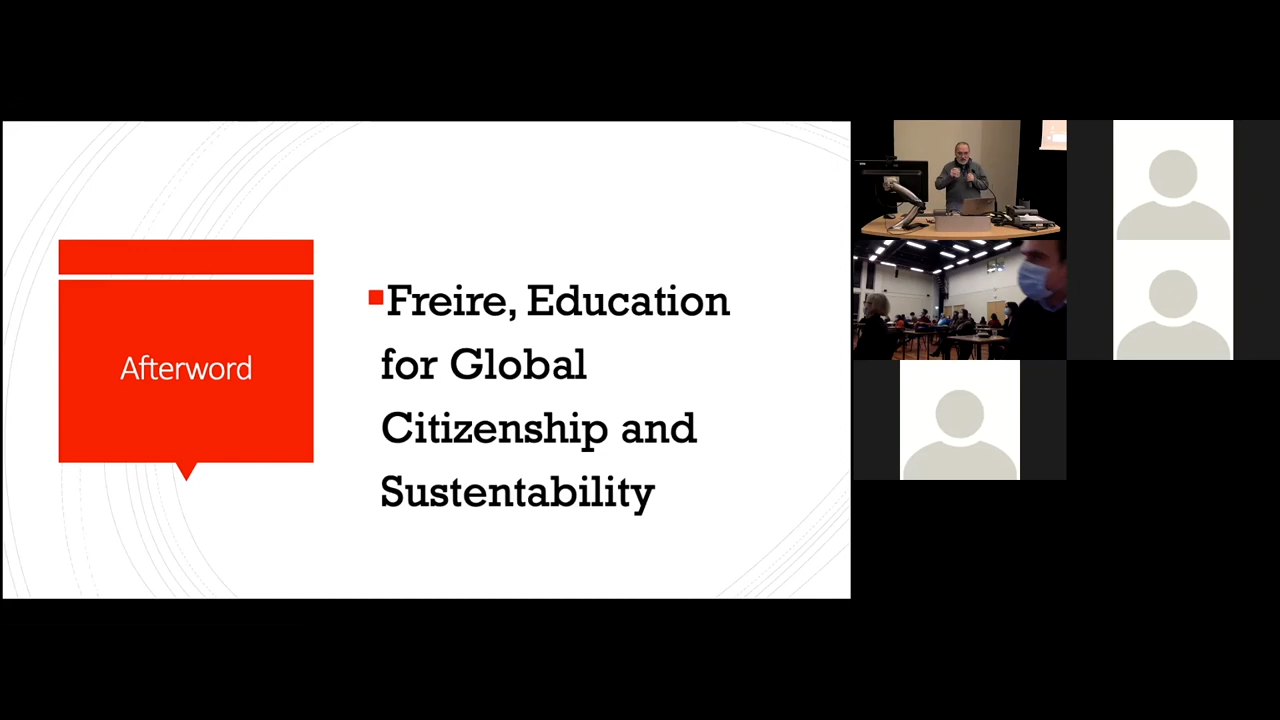 Afterword
Freire, Education
for Global
Citizenship and
Sustentability